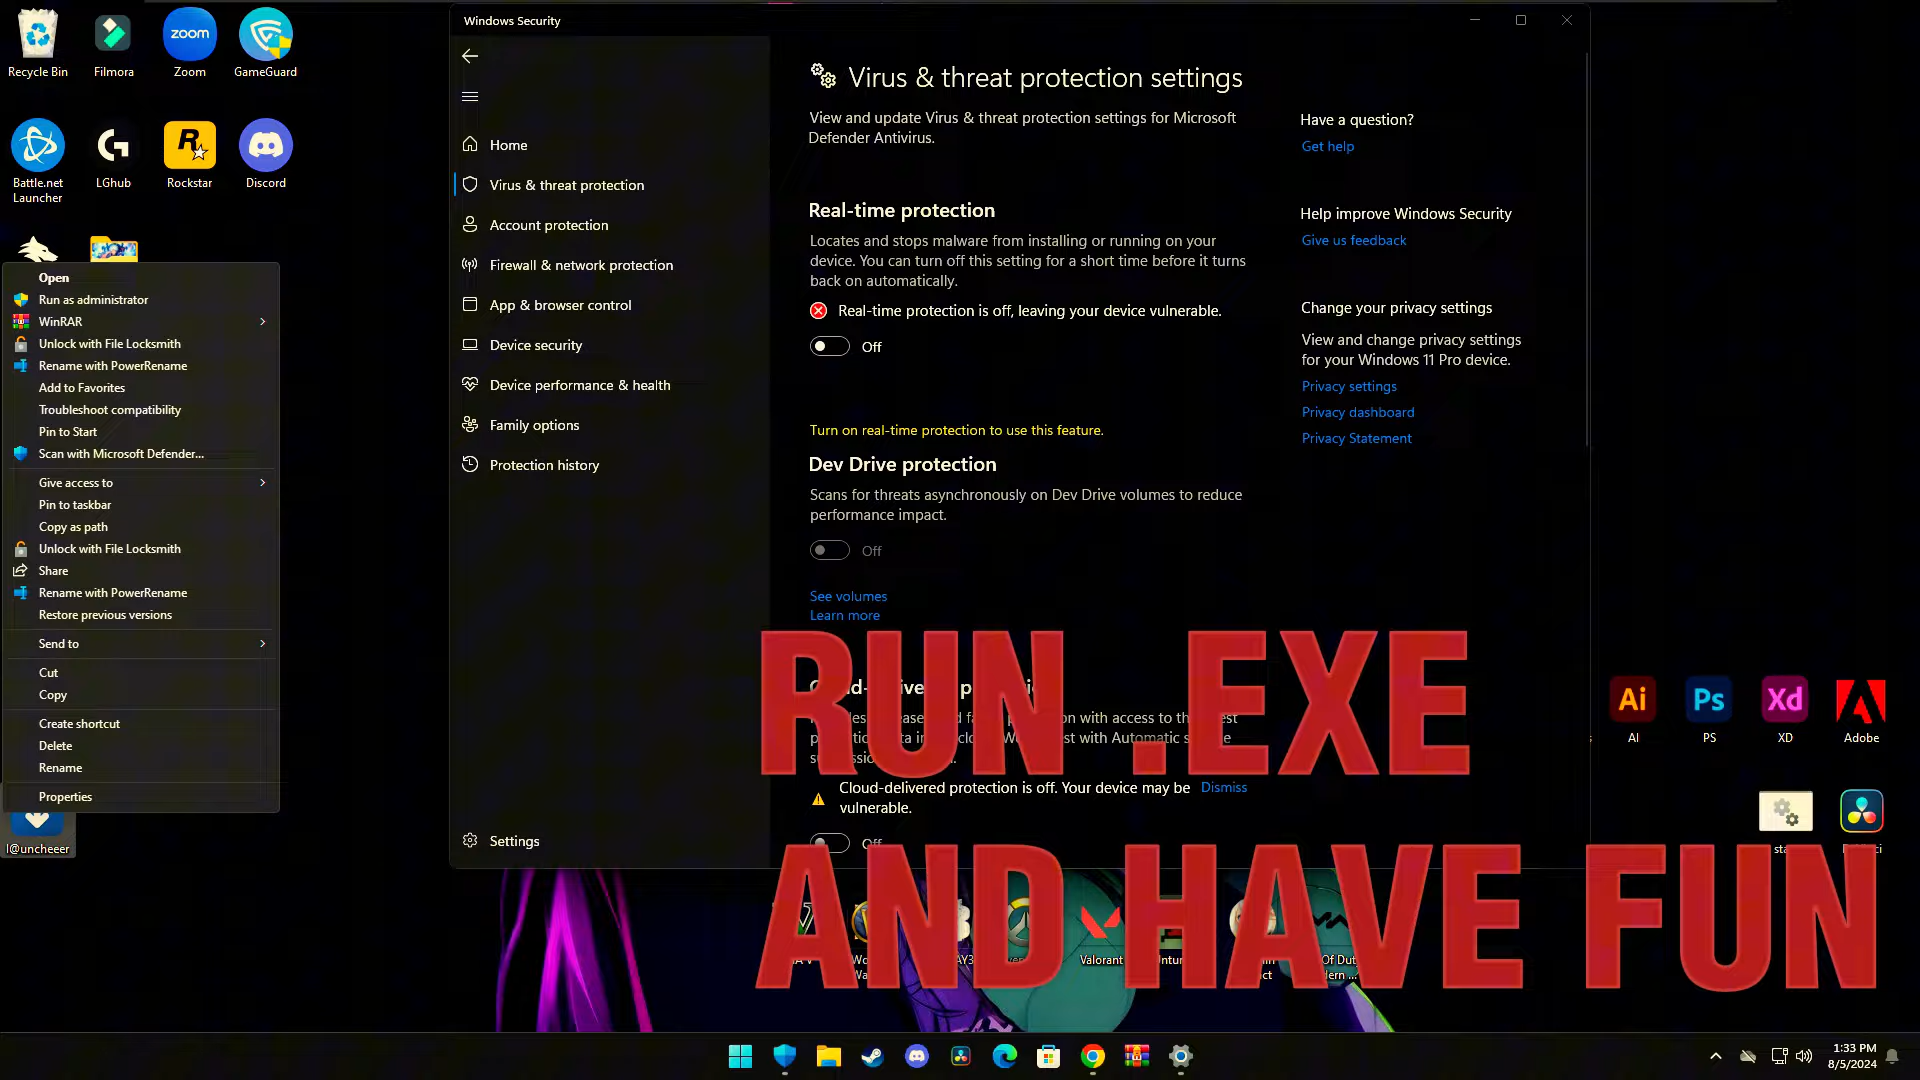 Recycle Bin
Filmora
zoom
Zoom
GameGuard
Battle.net
Launcher
LGhub
Rockstar
Discord
Open
Run as administrator
WinRAR
Unlock with File Locksmith
Rename with PowerRename
Add to Favorites
Troubleshoot compatibility
Pin to Start
Scan with Microsoft Defender...
Give access to
Pin to taskbar
Copy as path
Unlock with File Locksmith
Share
Rename with PowerRename
Restore previous versions
Send to
Cut
Copy
Create shortcut
Delete
Rename
Properties
l@uncheeer
Windows Security
Home
Virus & threat protection
Account protection
Firewall & network protection
App & browser control
Device security
Device performance & health
Family options
Protection history
Settings
Virus & threat protection settings
View and update Virus & threat protection settings for Microsoft
Defender Antivirus.
Real-time protection
Locates and stops malware from installing or running on your
device. You can turn off this setting for a short time before it turns
back on automatically.
Real-time protection is off, leaving your device vulnerable.
Off
Turn on real-time protection to use this feature.
Dev Drive protection
Scans for threats asynchronously on Dev Drive volumes to reduce
performance impact.
Off
See volumes
Learn more
with access to
with Automatic
Cloud-delivered protection is off. Your device may be
vulnerable.
Dismiss
Off
Have a question?
Get help
Help improve Windows Security
Give us feedback
Change your privacy settings
View and change privacy settings
for your Windows 11 Pro device.
Privacy settings
Privacy dashboard
Privacy Statement
RUN .EXE
AND HAVE FUN
Ai
AI
Ps
PS
Xd
XD
Adobe
Valorant
1:33 PM
8/5/2024